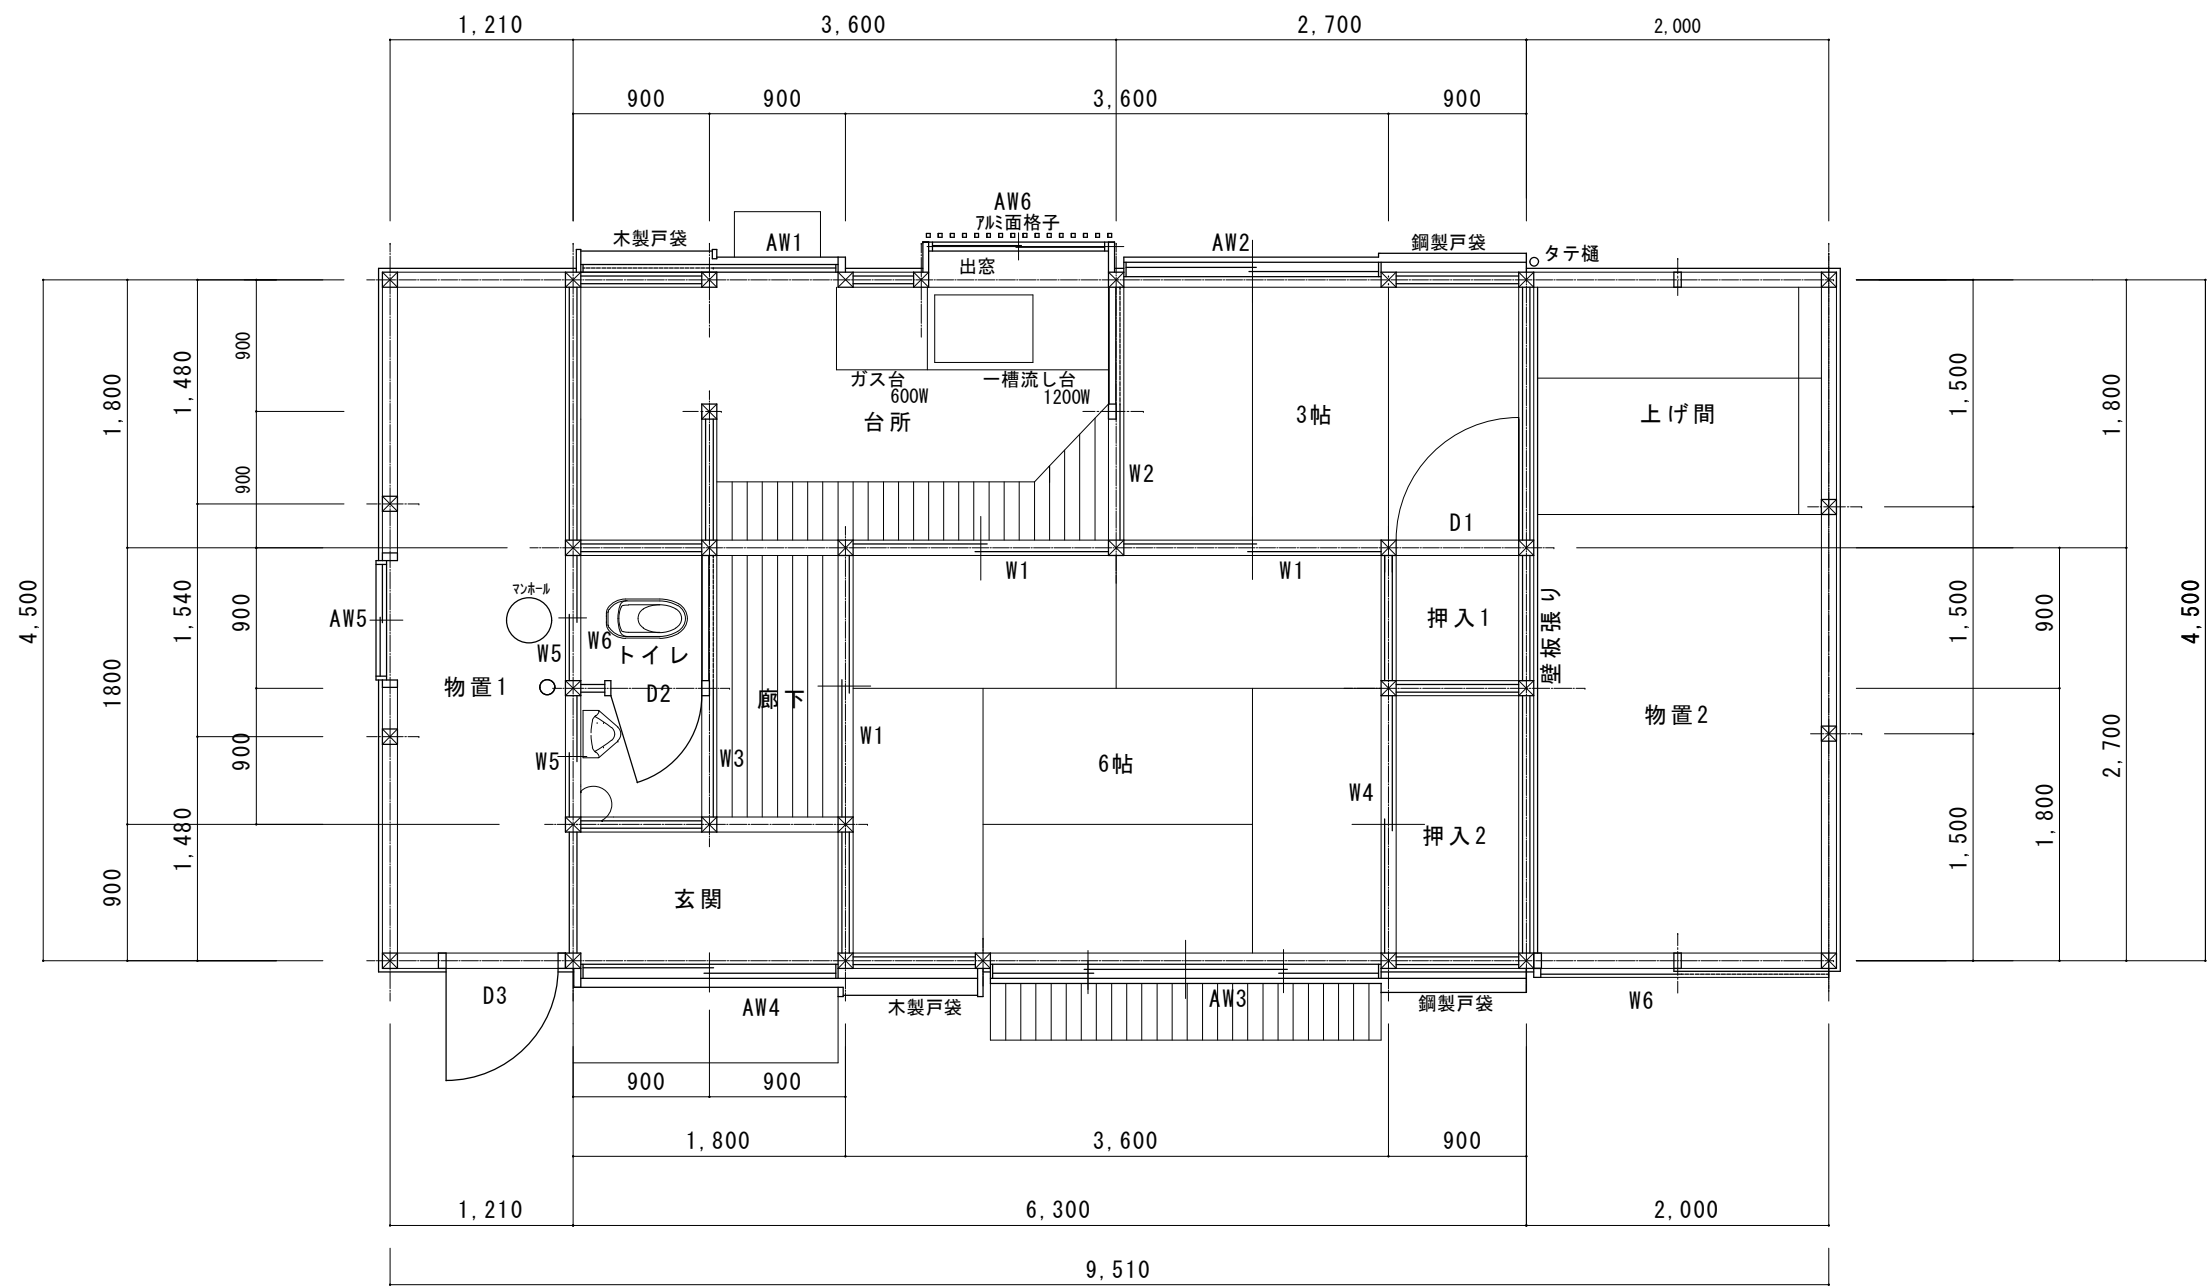 1,210
3,600
2,700
2,000
900
900
3,600
900
AW6
アルミ面格子
木製戸袋
AW1
AW2
鋼製戸袋
タテ樋
出窓
ガス台
600W
一槽流し台
1200W
台所
3帖
上げ間
W2
D1
W1
W1
マンホール
AW5
W5
W6
トイレ
押入1
壁板張り
物置1
D2
廊下
物置2
W1
W5
W3
6帖
W4
押入2
玄関
D3
AW4
木製戸袋
AW3
鋼製戸袋
W6
4,500
1,800
1800
900
1,480
1,540
1,480
900
900
900
900
1,500
1,500
1,500
900
1,800
1,800
2,700
4,500
900
900
1,800
3,600
900
1,210
6,300
2,000
9,510